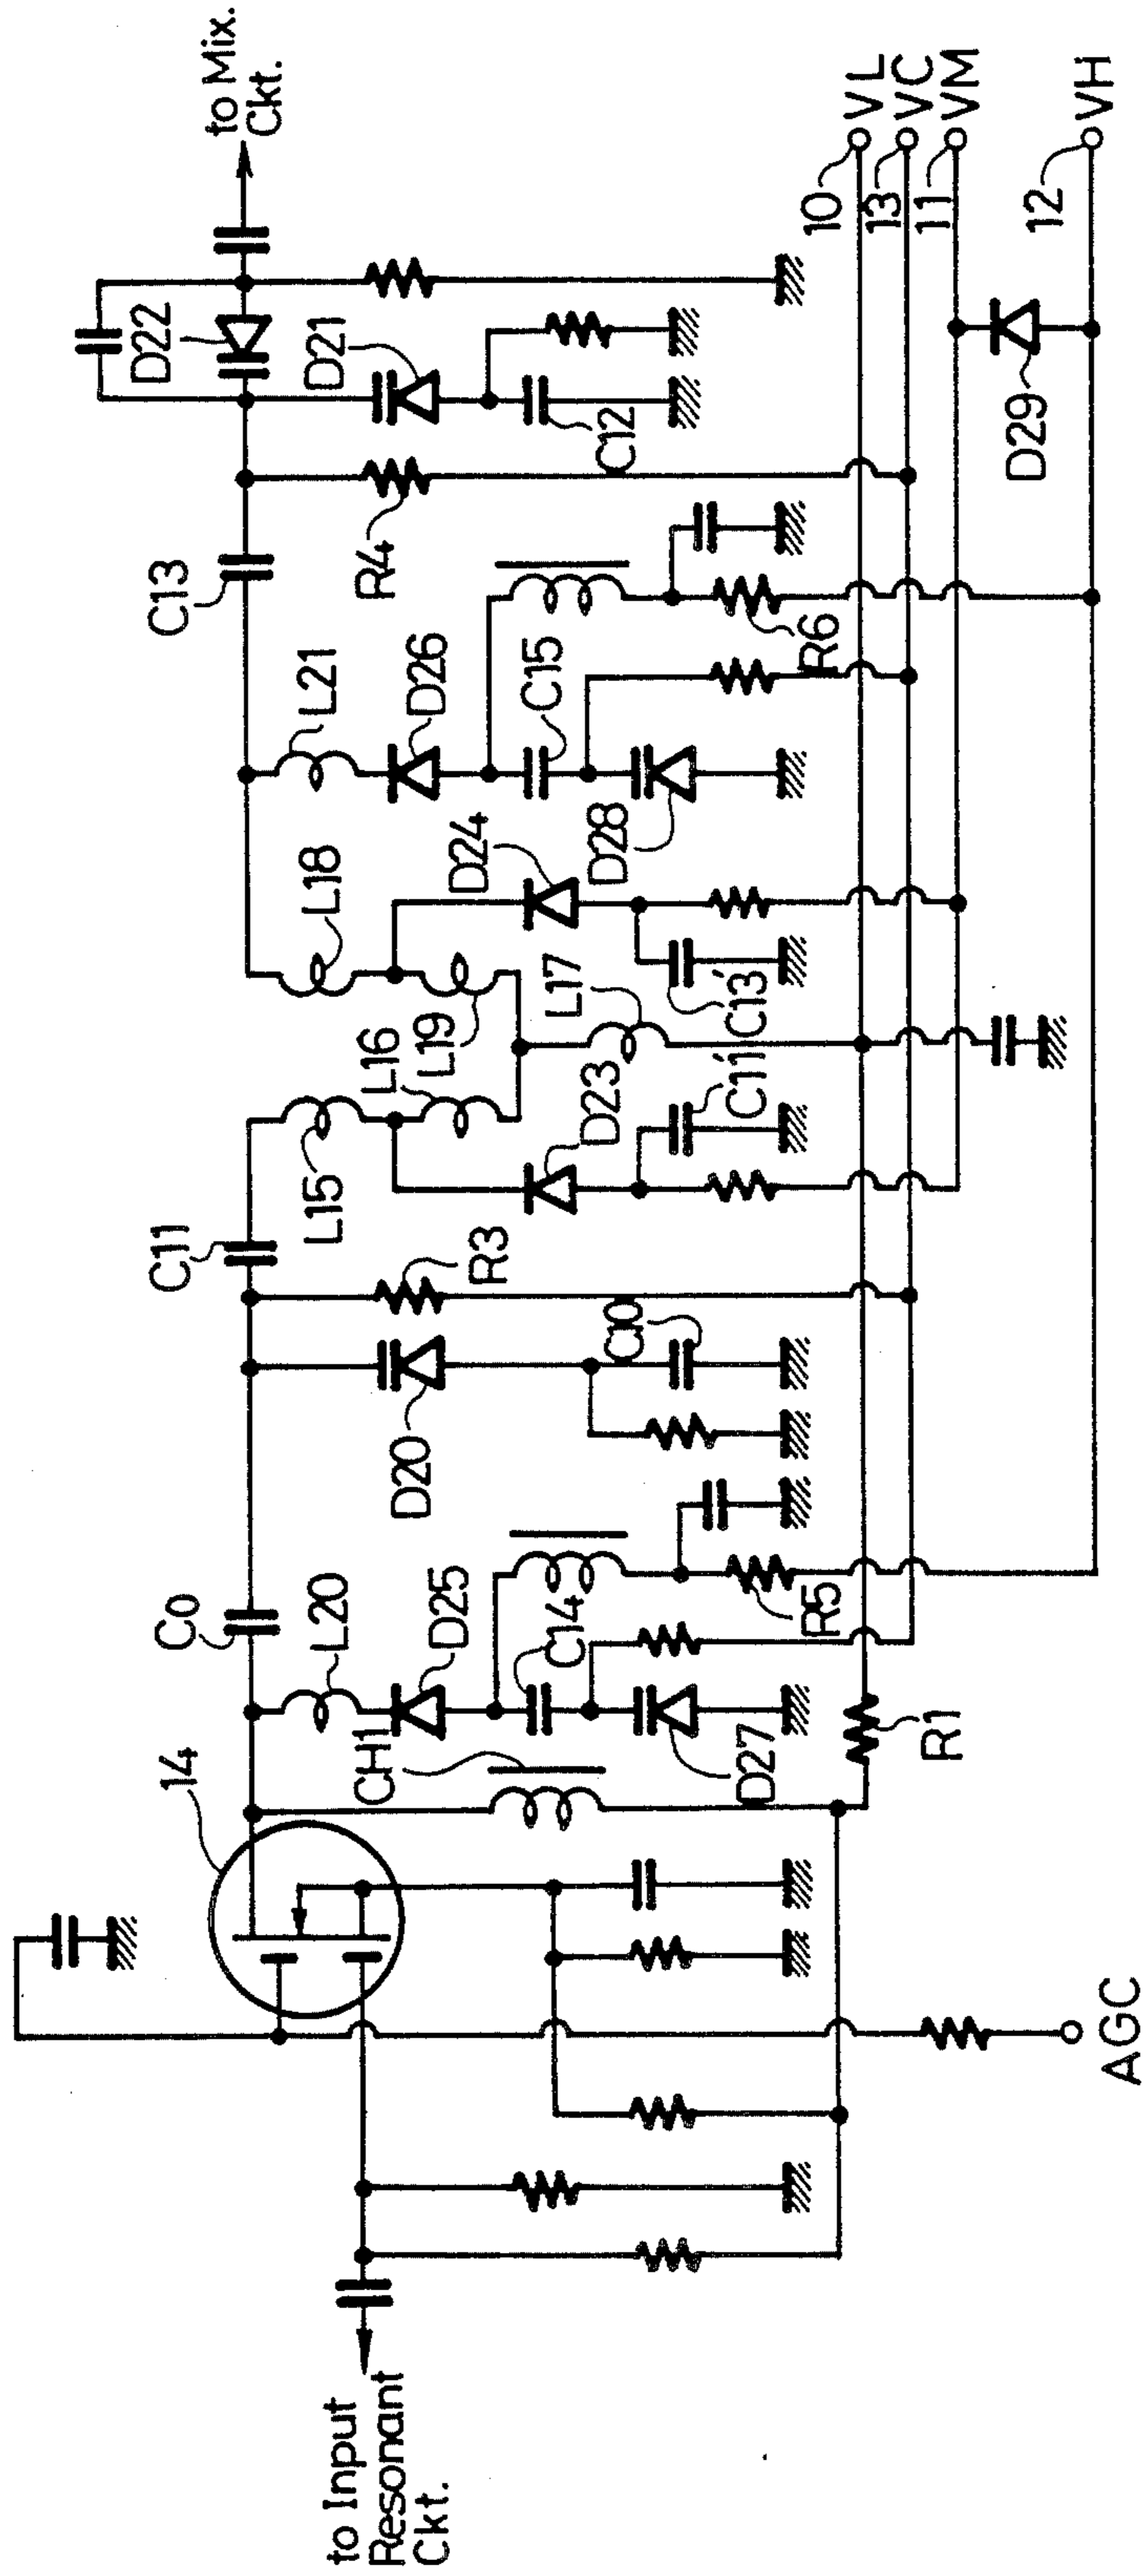 to Mix.
Ckt.
D22
D21
C12
C13
R4
L21
D26
C15
R6
D24
D28
L18
L19
L16
L17
C13'
L15
D23
C11'
C11
R3
C10
D20
Co
L20
D25
C14
R5
CH1
D27
R1
14
AGC
to Input
Resonant
Ckt.
10
VL
13
VC
11
VM
12
VH
D29